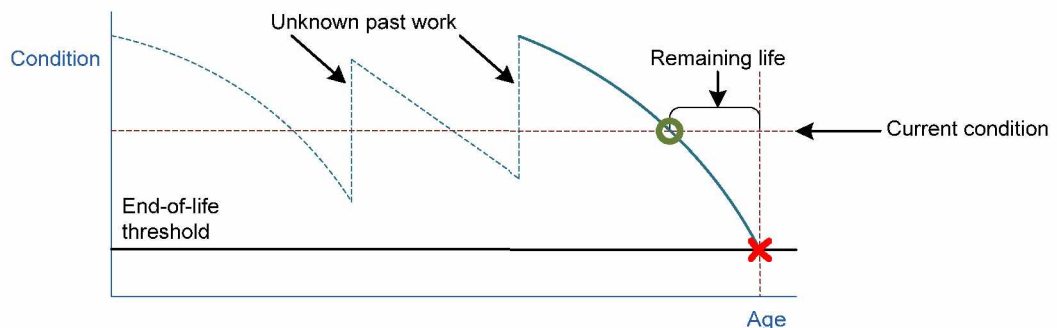 Unknown past work
Condition
Remaining life
Current condition
End-of-life
threshold
Age